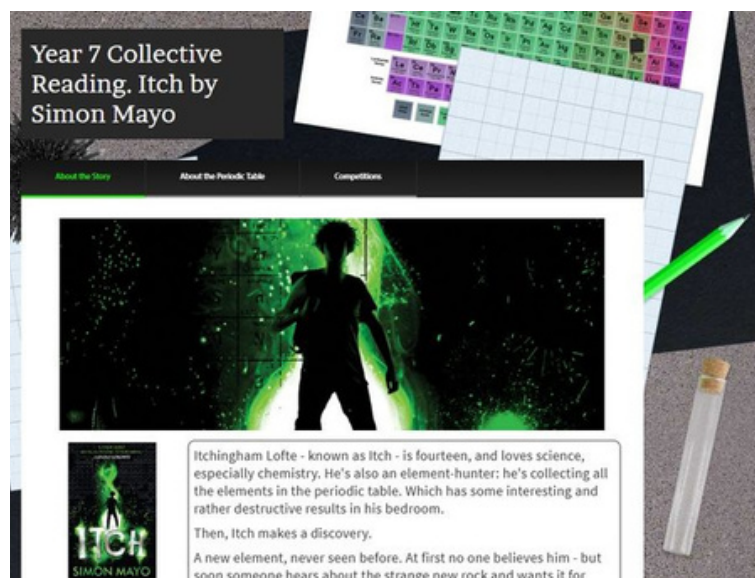 Year 7 Collective
Reading. Itch by
Simon Mayo
About the Story
About the Periodic Table
Competitions
Itchingham Lofte - known as Itch - is fourteen, and loves science,
especially chemistry. He's also an element-hunter: he's collecting all
the elements in the periodic table. Which has some interesting and
rather destructive results in his bedroom.
Then, Itch makes a discovery.
A new element, never seen before. At first no one believes him - but
soon someone hears about the strange new rock and wants it for
ITCH
SIMON MAYO